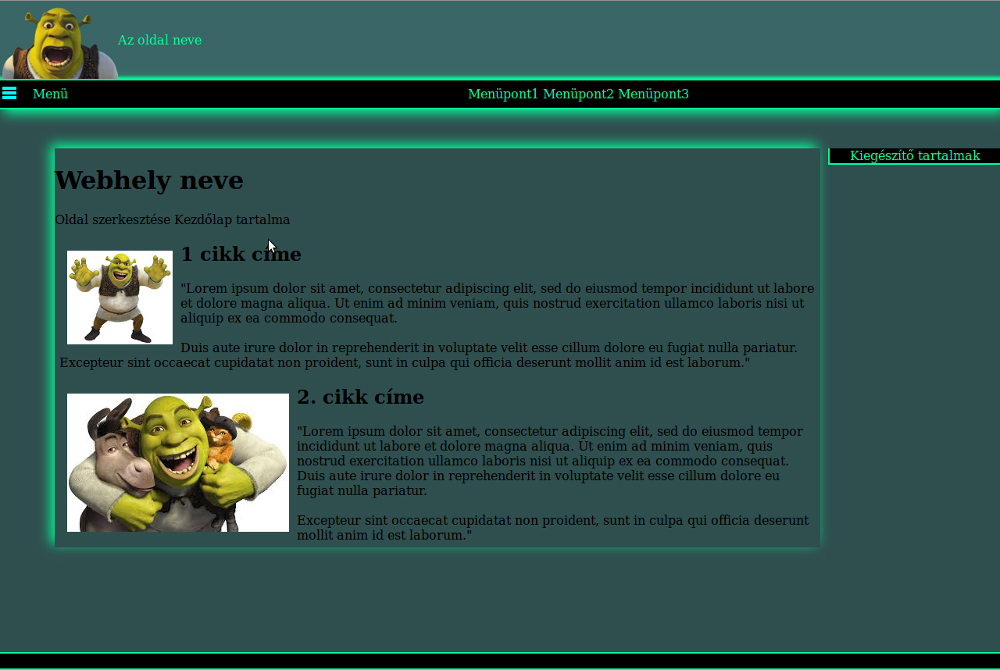 Az oldal neve
Menü
Menüpont1 Menüpont2 Menüpont3
Webhely neve
Oldal szerkesztése Kezdőlap tartalma
1 cikk címe
"Lorem ipsum dolor sit amet, consectetur adipiscing elit, sed do eiusmod tempor incididunt ut labore
et dolore magna aliqua. Ut enim ad minim veniam, quis nostrud exercitation ullamco laboris nisi ut
aliquip ex ea commodo consequat.
Duis aute irure dolor in reprehenderit in voluptate velit esse cillum dolore eu fugiat nulla pariatur.
Excepteur sint occaecat cupidatat non proident, sunt in culpa qui officia deserunt mollit anim id est laborum."
2. cikk címe
"Lorem ipsum dolor sit amet, consectetur adipiscing elit, sed do eiusmod tempor
incididunt ut labore et dolore magna aliqua. Ut enim ad minim veniam, quis
nostrud exercitation ullamco laboris nisi ut aliquip ex ea commodo consequat.
Duis aute irure dolor in reprehenderit in voluptate velit esse cillum dolore eu
fugiat nulla pariatur.
Excepteur sint occaecat cupidatat non proident, sunt in culpa qui officia deserunt
mollit anim id est laborum."
Kiegészítő tartalmak